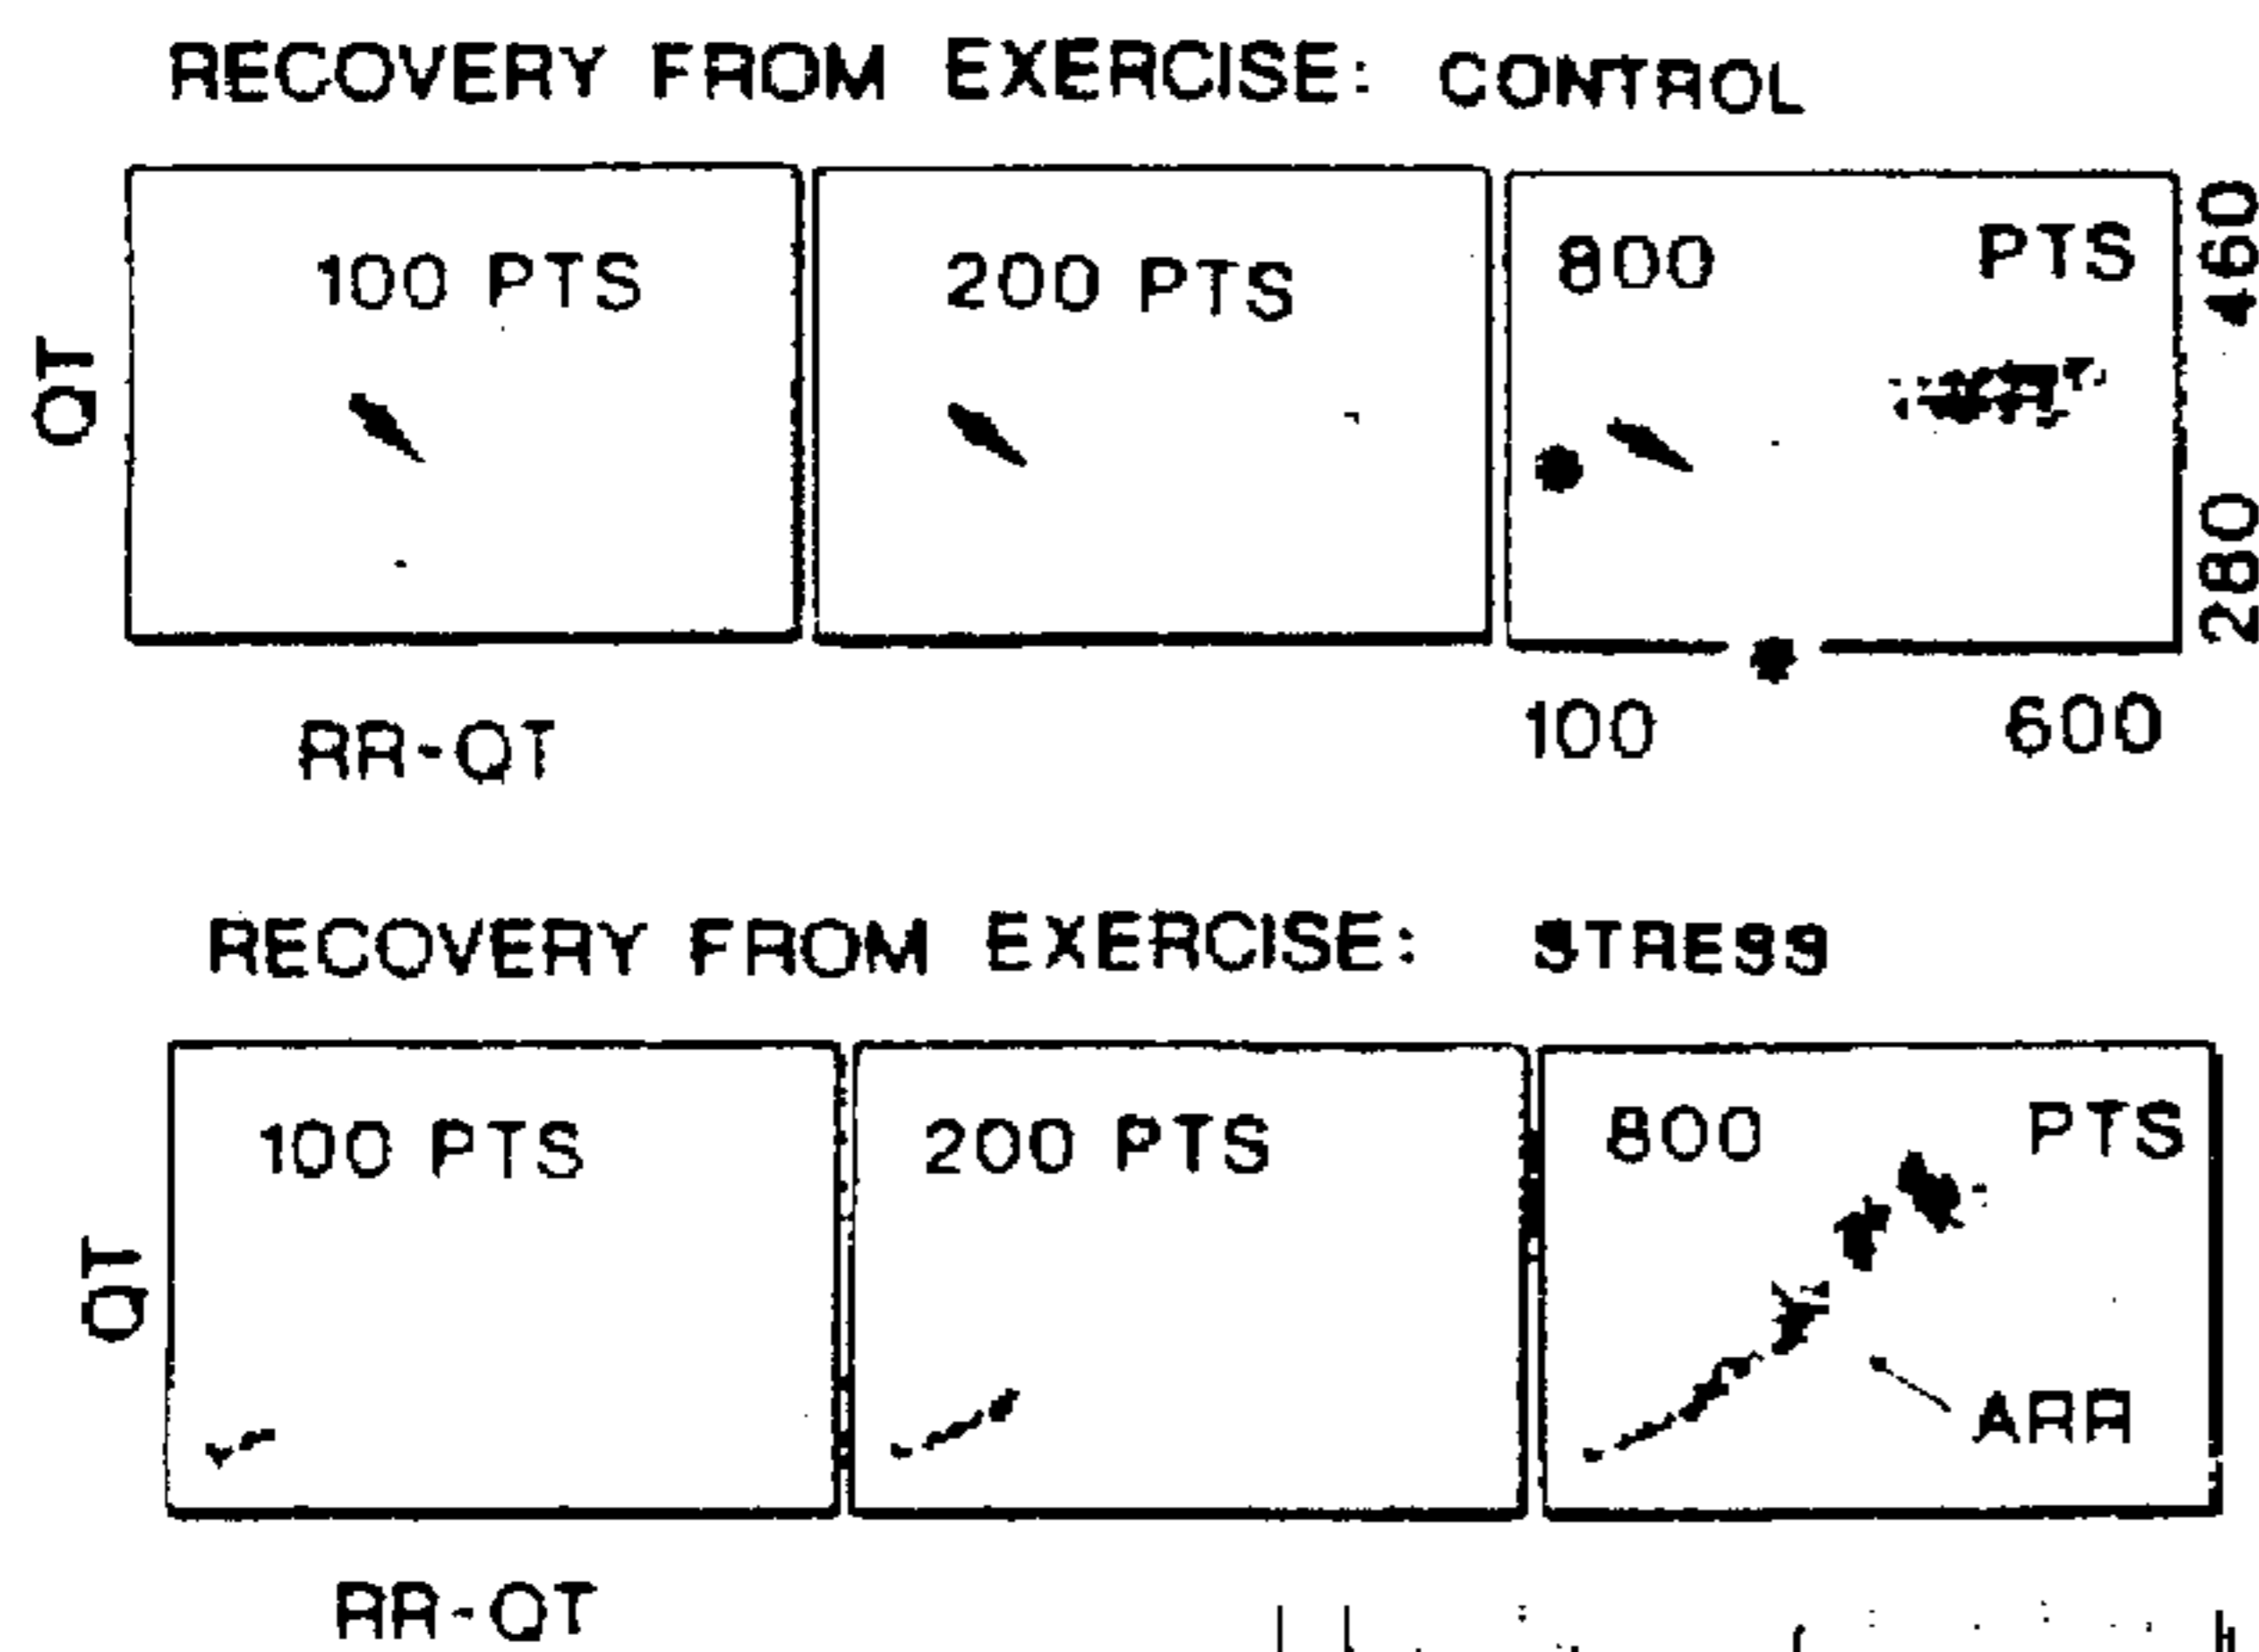 RECOVERY FROM EXERCISE: CONTROL
100 PTS
200 PTS
800 PTS
QT
460
280
RR-QT
100
600
RECOVERY FROM EXERCISE: STRESS
100 PTS
200 PTS
800 PTS
QT
ARR
RR-QT